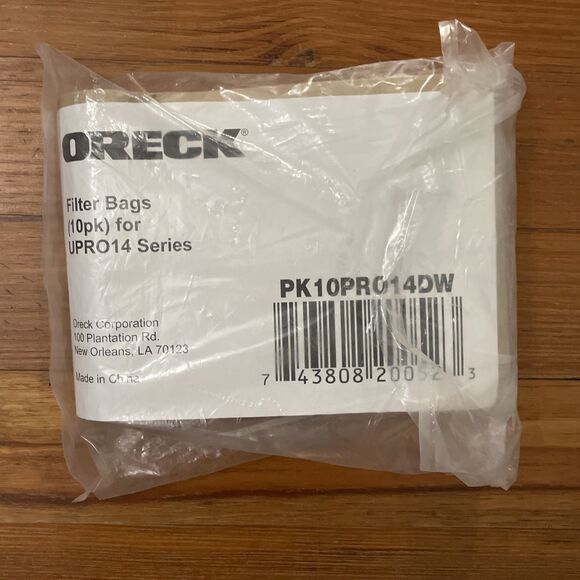 ORECK®
Filter Bags
(10pk) for
UPRO14 Series
PK10PRO14DW
Oreck Corporation
100 Plantation Rd.
New Orleans, LA 70123
Made in China
7 43808 20052 3